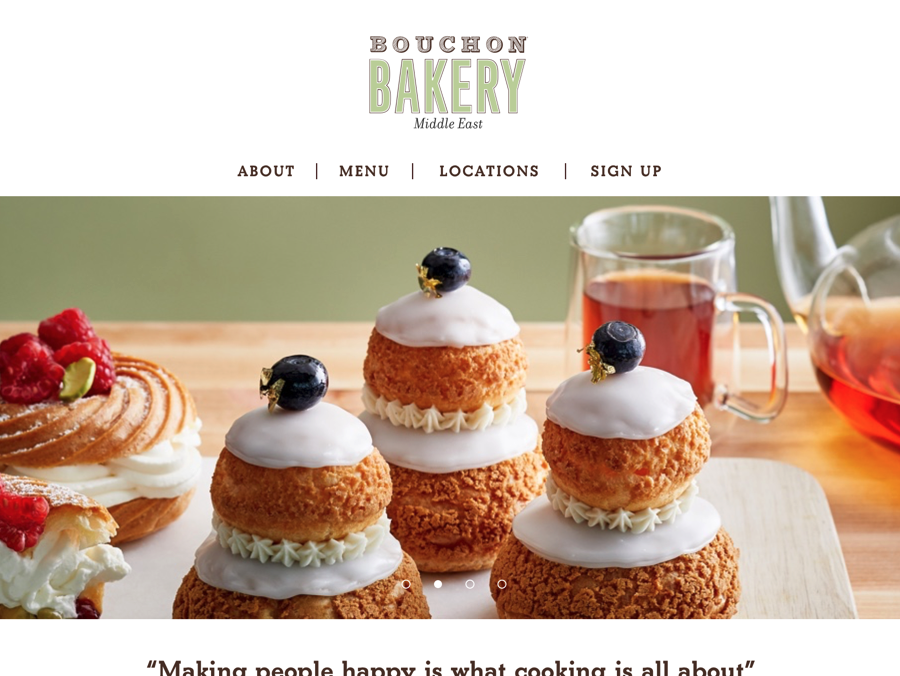 BOUCHON
BAKERY
Middle East
ABOUT | MENU | LOCATIONS | SIGN UP
“Making people happy is what cooking is all about”